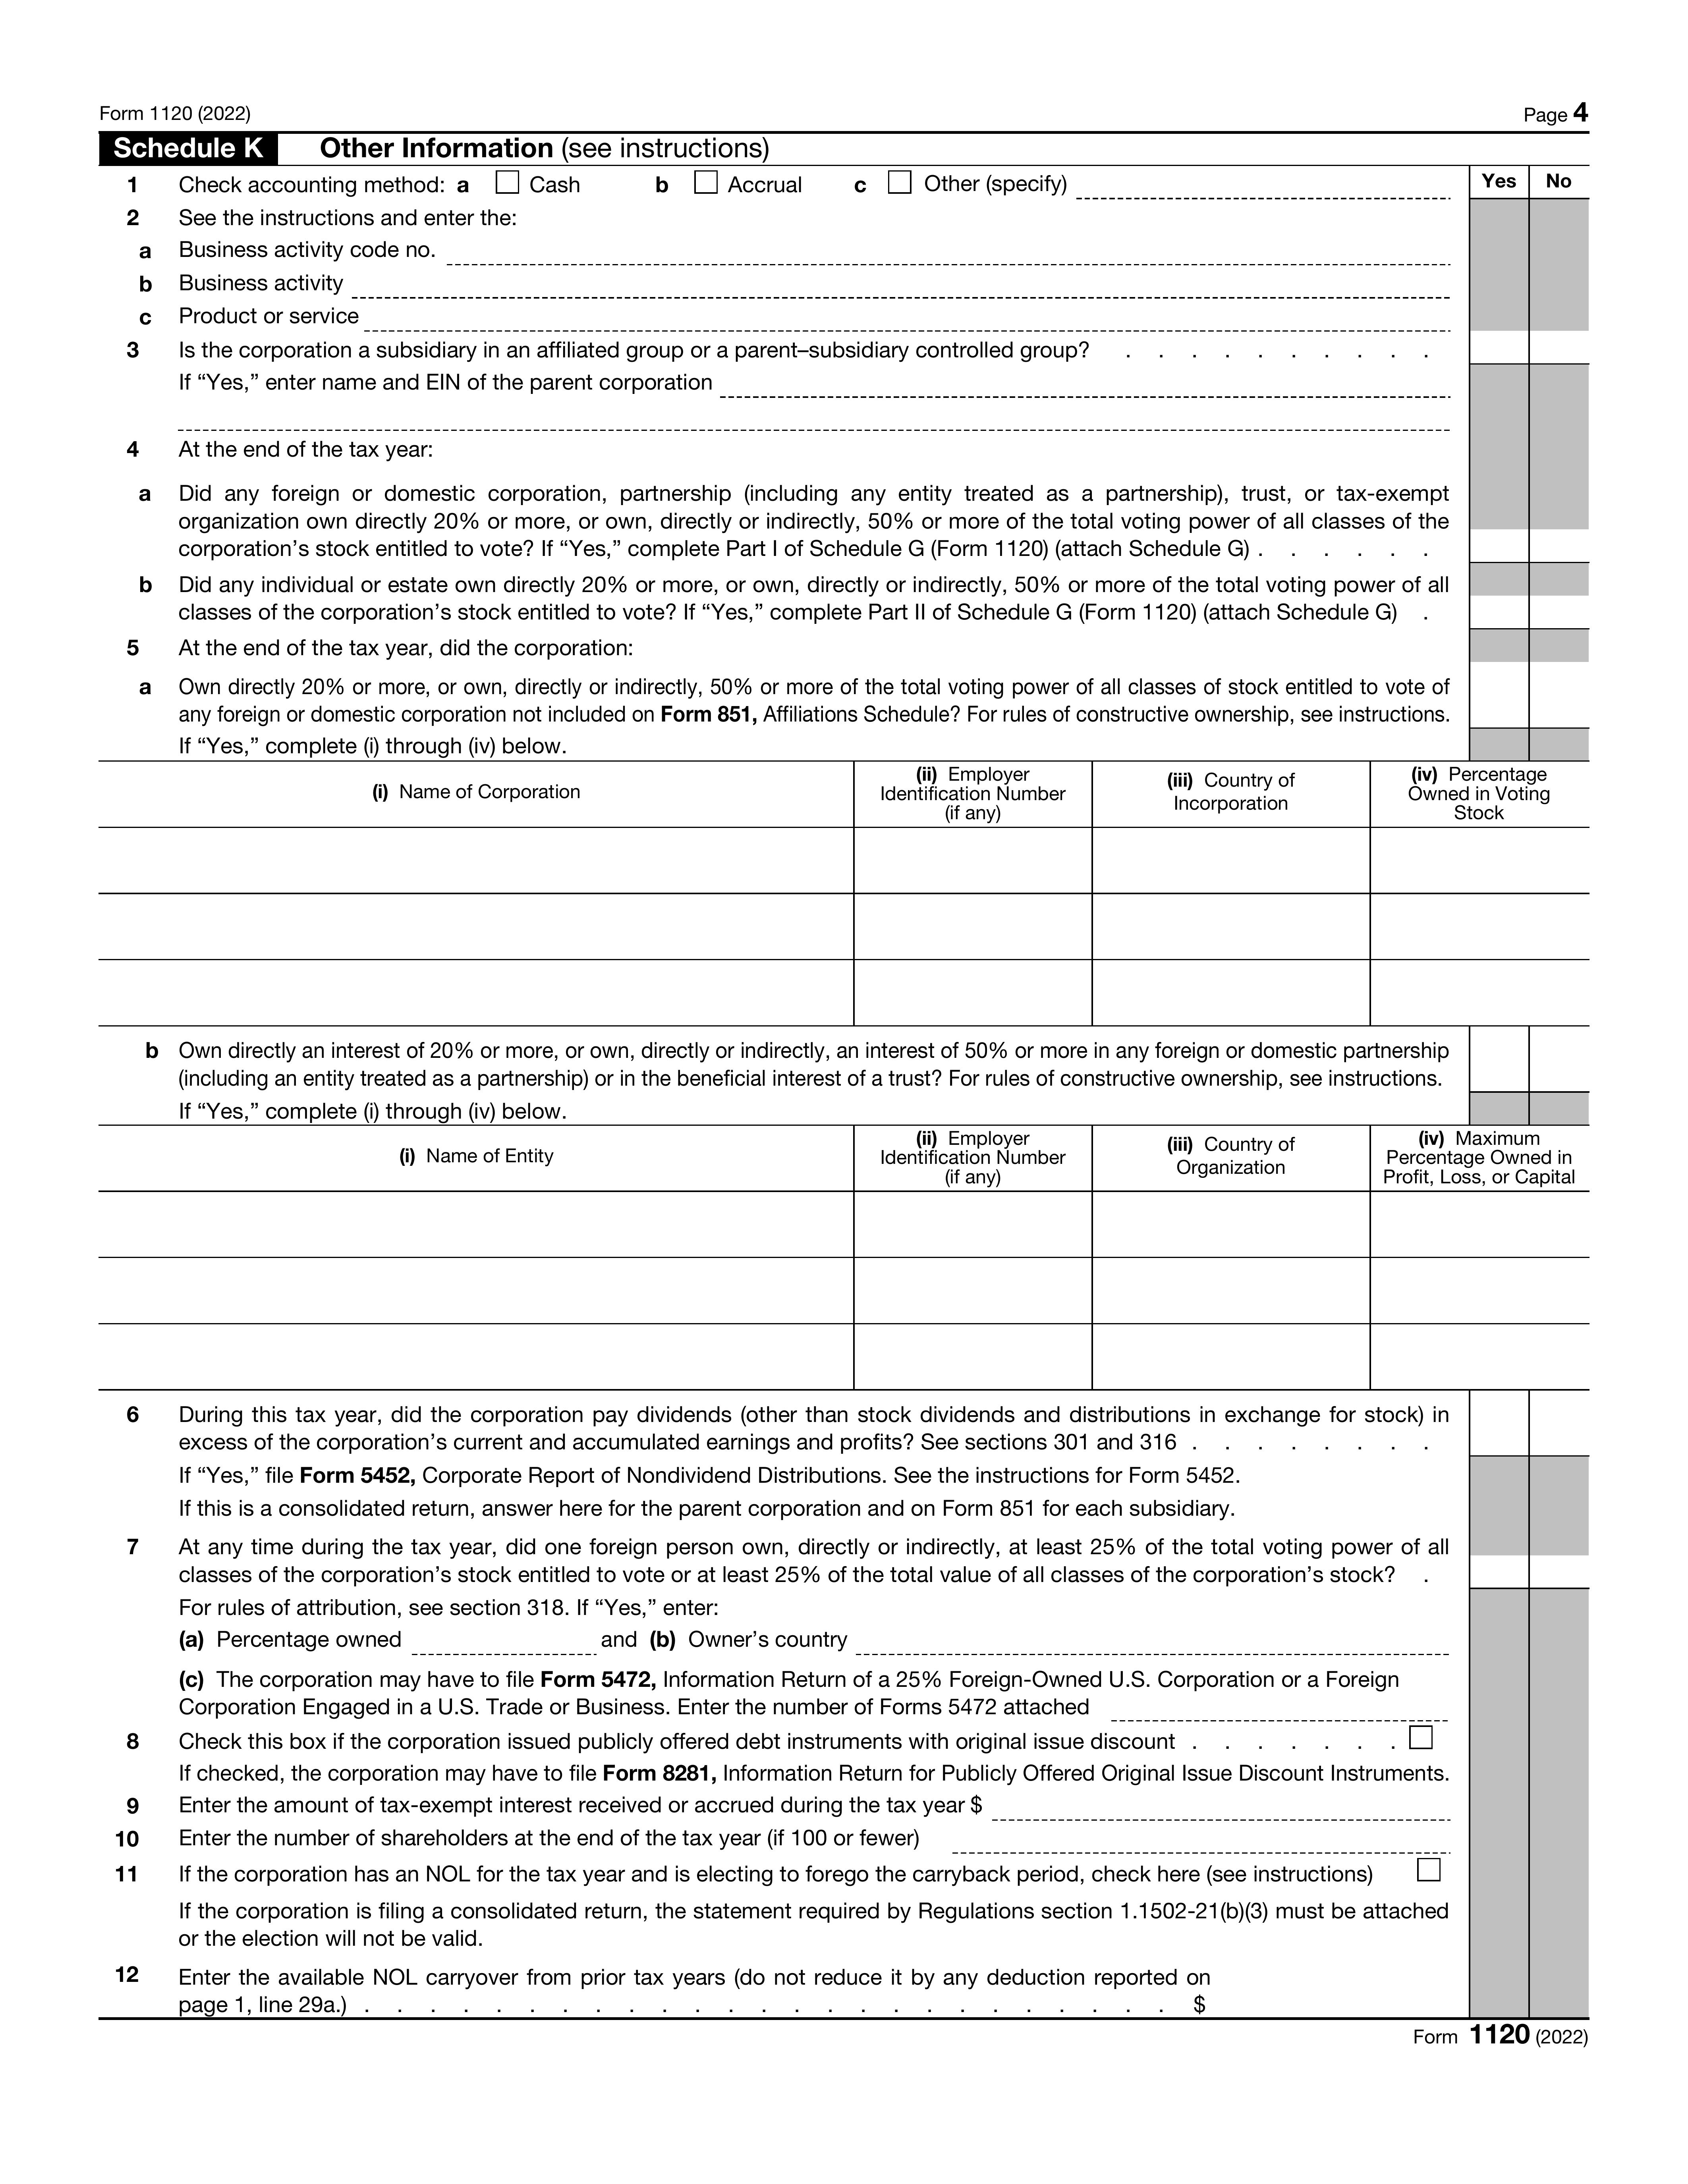 Form 1120 (2022) Page 4
Schedule K Other Information (see instructions)
1 Check accounting method: a Cash b Accrual c Other (specify) Yes No
2 See the instructions and enter the:
a Business activity code no.
b Business activity
c Product or service
3 Is the corporation a subsidiary in an affiliated group or a parent–subsidiary controlled group? . . . . . . . . . .
If “Yes,” enter name and EIN of the parent corporation
4 At the end of the tax year:
a Did any foreign or domestic corporation, partnership (including any entity treated as a partnership), trust, or tax-exempt
organization own directly 20% or more, or own, directly or indirectly, 50% or more of the total voting power of all classes of the
corporation’s stock entitled to vote? If “Yes,” complete Part I of Schedule G (Form 1120) (attach Schedule G) . . . . . .
b Did any individual or estate own directly 20% or more, or own, directly or indirectly, 50% or more of the total voting power of all
classes of the corporation’s stock entitled to vote? If “Yes,” complete Part II of Schedule G (Form 1120) (attach Schedule G) .
5 At the end of the tax year, did the corporation:
a Own directly 20% or more, or own, directly or indirectly, 50% or more of the total voting power of all classes of stock entitled to vote of
any foreign or domestic corporation not included on Form 851, Affiliations Schedule? For rules of constructive ownership, see instructions.
If “Yes,” complete (i) through (iv) below.
(i) Name of Corporation
(ii) Employer
Identification Number
(if any)
(iii) Country of
Incorporation
(iv) Percentage
Owned in Voting
Stock
b Own directly an interest of 20% or more, or own, directly or indirectly, an interest of 50% or more in any foreign or domestic partnership
(including an entity treated as a partnership) or in the beneficial interest of a trust? For rules of constructive ownership, see instructions.
If “Yes,” complete (i) through (iv) below.
(i) Name of Entity
(ii) Employer
Identification Number
(if any)
(iii) Country of
Organization
(iv) Maximum
Percentage Owned in
Profit, Loss, or Capital
6 During this tax year, did the corporation pay dividends (other than stock dividends and distributions in exchange for stock) in
excess of the corporation’s current and accumulated earnings and profits? See sections 301 and 316 . . . . . . . .
If “Yes,” file Form 5452, Corporate Report of Nondividend Distributions. See the instructions for Form 5452.
If this is a consolidated return, answer here for the parent corporation and on Form 851 for each subsidiary.
7 At any time during the tax year, did one foreign person own, directly or indirectly, at least 25% of the total voting power of all
classes of the corporation’s stock entitled to vote or at least 25% of the total value of all classes of the corporation’s stock? .
For rules of attribution, see section 318. If “Yes,” enter:
(a) Percentage owned and (b) Owner’s country
(c) The corporation may have to file Form 5472, Information Return of a 25% Foreign-Owned U.S. Corporation or a Foreign
Corporation Engaged in a U.S. Trade or Business. Enter the number of Forms 5472 attached
8 Check this box if the corporation issued publicly offered debt instruments with original issue discount . . . . . . .
If checked, the corporation may have to file Form 8281, Information Return for Publicly Offered Original Issue Discount Instruments.
9 Enter the amount of tax-exempt interest received or accrued during the tax year $
10 Enter the number of shareholders at the end of the tax year (if 100 or fewer)
11 If the corporation has an NOL for the tax year and is electing to forego the carryback period, check here (see instructions)
If the corporation is filing a consolidated return, the statement required by Regulations section 1.1502-21(b)(3) must be attached
or the election will not be valid.
12 Enter the available NOL carryover from prior tax years (do not reduce it by any deduction reported on
page 1, line 29a.) . . . . . . . . . . . . . . . . . . . . . . . . . $
Form 1120 (2022)